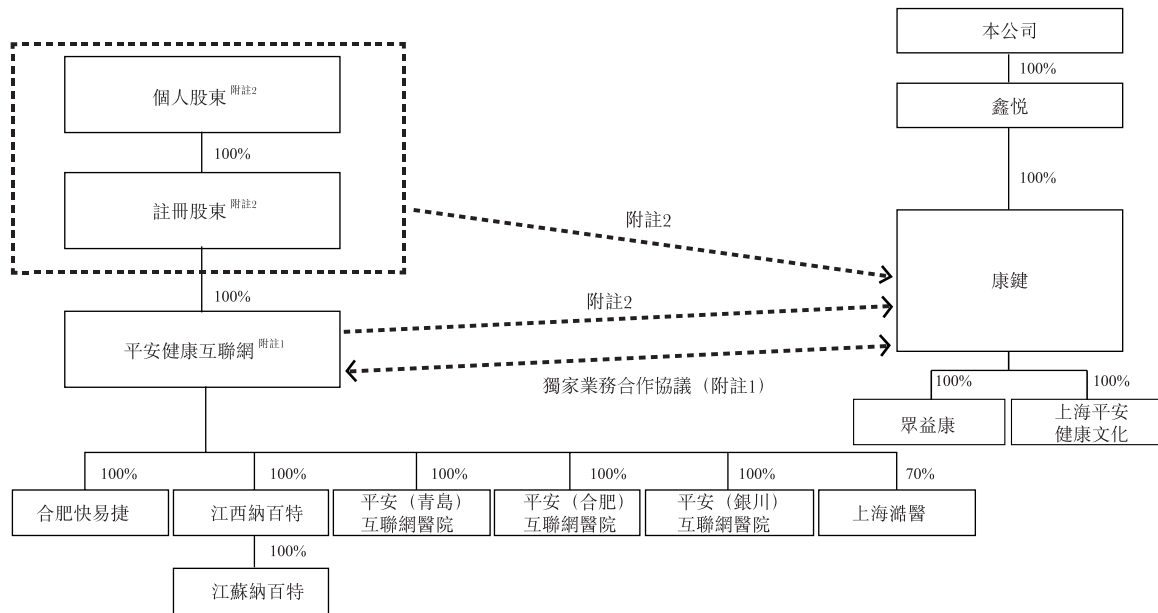 本公司
100%
鑫悦
100%
個人股東 附註2
100%
註冊股東 附註2
100%
平安健康互聯網 附註1
附註2
附註2
獨家業務合作協議（附註1）
康鍵
100%
100%
眾益康
上海平安
健康文化
100%
100%
100%
100%
100%
70%
合肥快易捷
江西納百特
平安（青島）
互聯網醫院
平安（合肥）
互聯網醫院
平安（銀川）
互聯網醫院
上海澔醫
100%
江蘇納百特